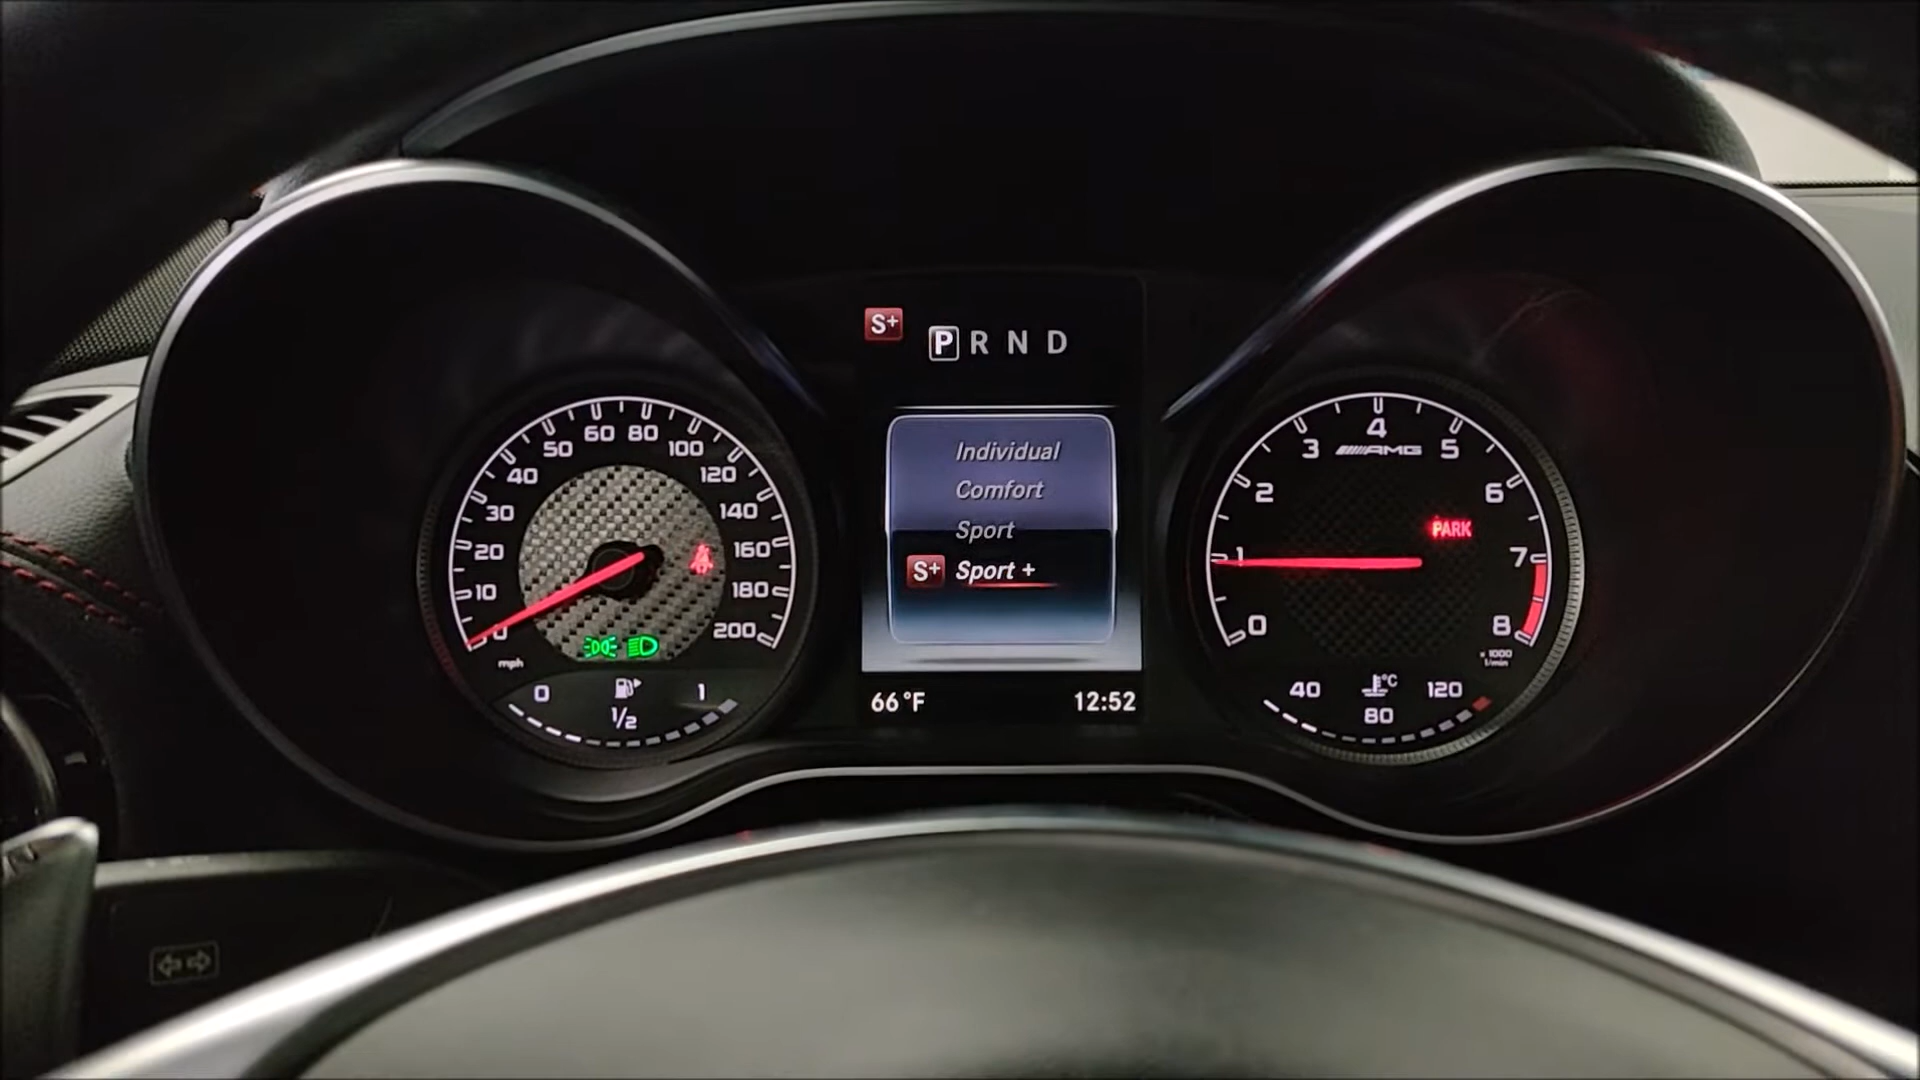 S+
P R N D
Individual
Comfort
Sport
S+ Sport +
66°F 12:52
0 10 20 30 40 50 60 80 100 120 140 160 180 200
mph
0 1/2 1
0 1 2 3 4 5 6 7 8
AMG
PARK
x 1000
1/min
40 °C 120
80